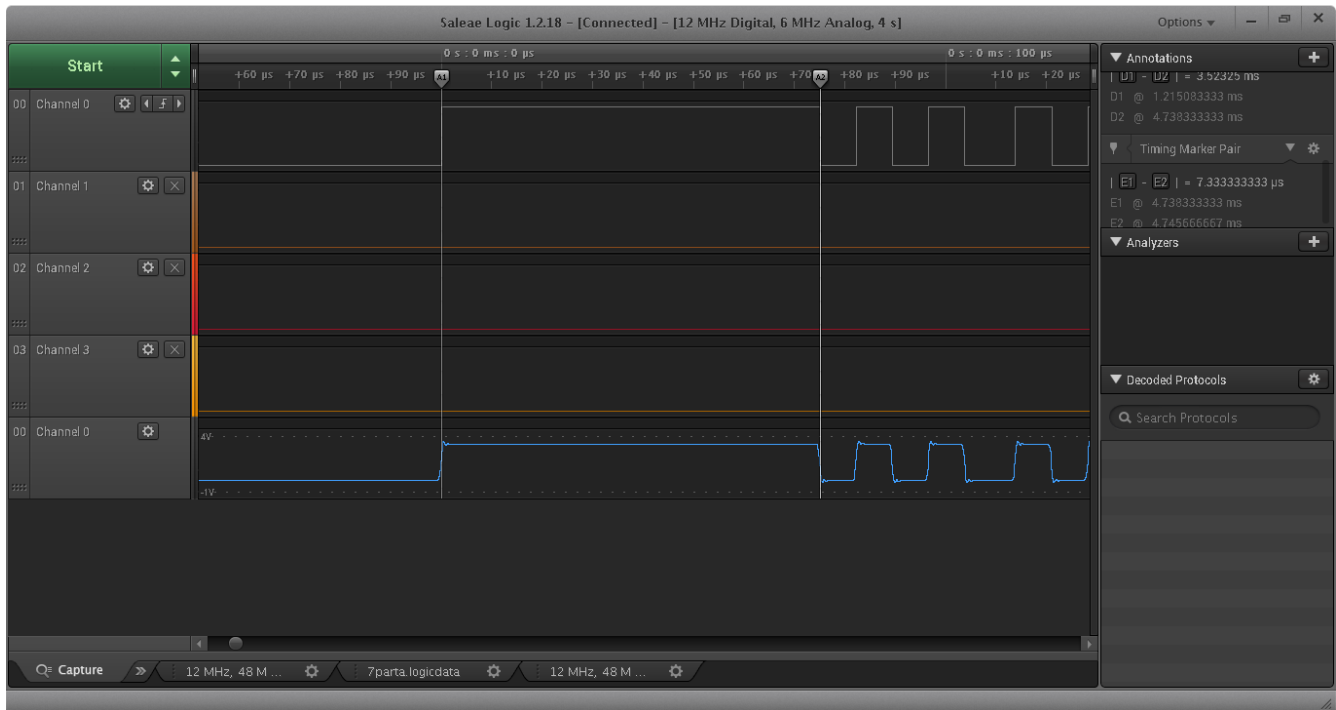 Saleae Logic 1.2.18 – [Connected] – [12 MHz Digital, 6 MHz Analog, 4 s]
Options
Start
0 s : 0 ms : 0 µs
0 s : 0 ms : 100 µs
+60 µs +70 µs +80 µs +90 µs A1 +10 µs +20 µs +30 µs +40 µs +50 µs +60 µs +70 A2 +80 µs +90 µs +10 µs +20 µs
00 Channel 0
01 Channel 1
02 Channel 2
03 Channel 3
00 Channel 0
4V
-1V
Annotations
| D1 - D2 | = 3.52325 ms
D1 @ 1.215083333 ms
D2 @ 4.738333333 ms
Timing Marker Pair
| E1 - E2 | = 7.333333333 µs
E1 @ 4.738333333 ms
E2 @ 4.745666667 ms
Analyzers
Decoded Protocols
Search Protocols
Capture
12 MHz, 48 M ...
7parta.logicdata
12 MHz, 48 M ...